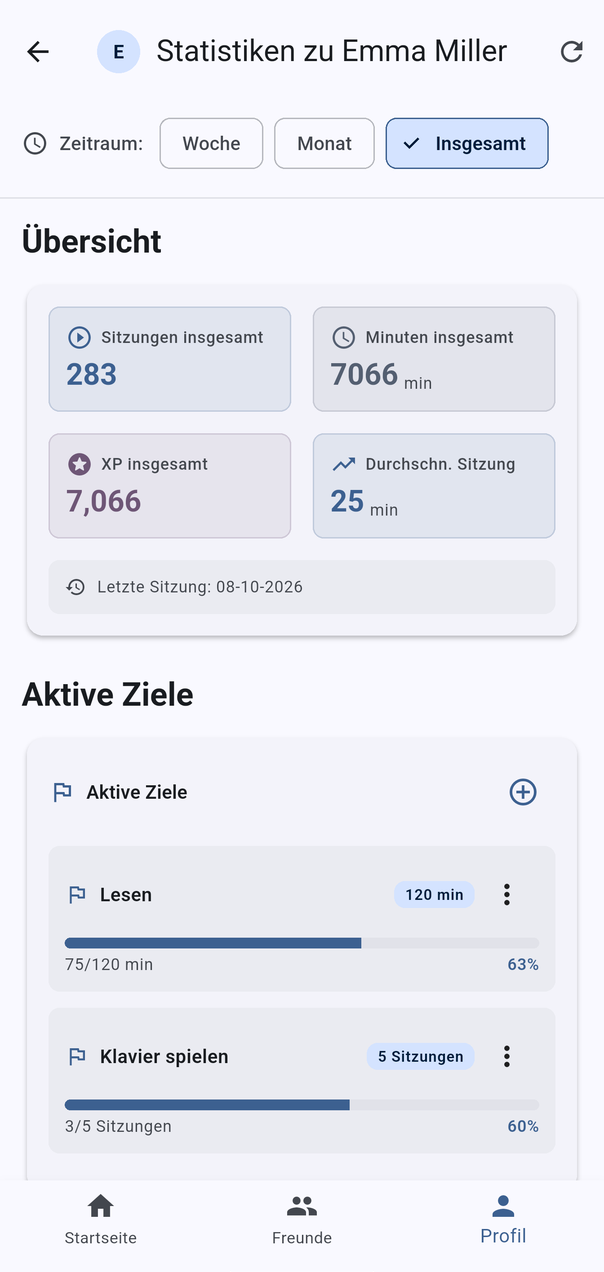 E Statistiken zu Emma Miller
Zeitraum: Woche Monat Insgesamt
Übersicht
Sitzungen insgesamt
283
Minuten insgesamt
7066 min
XP insgesamt
7,066
Durchschn. Sitzung
25 min
Letzte Sitzung: 08-10-2026
Aktive Ziele
Aktive Ziele
Lesen 120 min
75/120 min 63%
Klavier spielen 5 Sitzungen
3/5 Sitzungen 60%
Startseite Freunde Profil